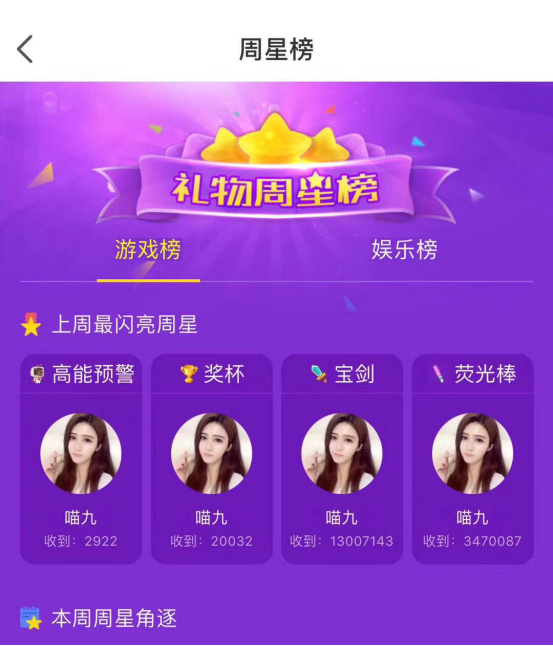 周星榜
礼物周星榜
游戏榜 娱乐榜
上周最闪亮周星
高能预警 奖杯 宝剑 荧光棒
喵九 喵九 喵九 喵九
收到：2922 收到：20032 收到：13007143 收到：3470087
本周周星角逐